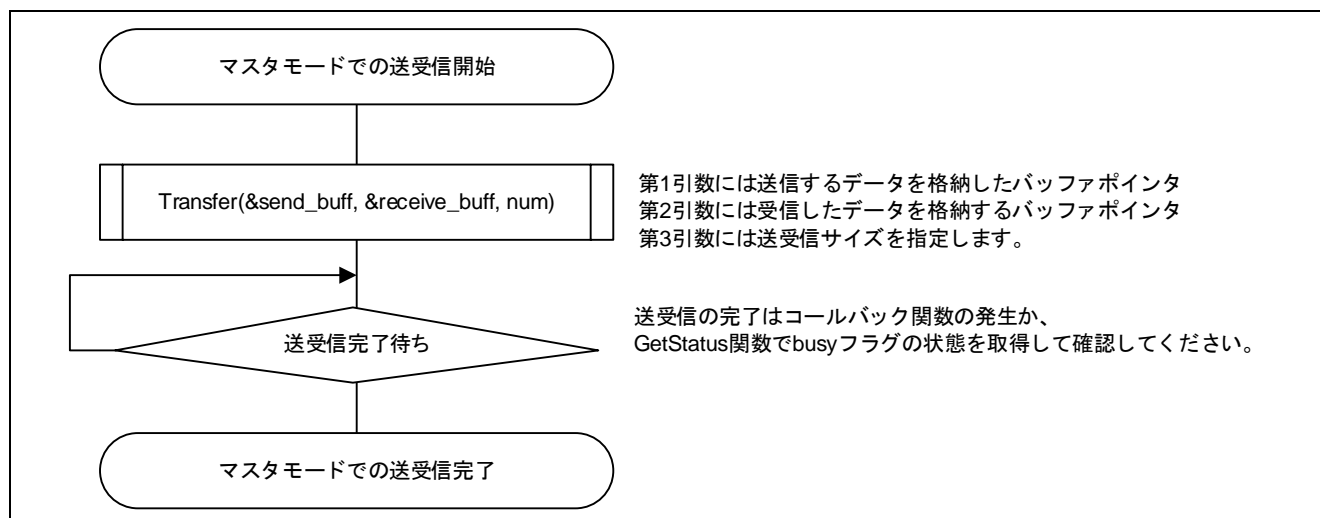 マスタモードでの送受信開始
Transfer(&send_buff, &receive_buff, num)
第1引数には送信するデータを格納したバッファポインタ
第2引数には受信したデータを格納するバッファポインタ
第3引数には送受信サイズを指定します。
送受信完了待ち
送受信の完了はコールバック関数の発生か、
GetStatus関数でbusyフラグの状態を取得して確認してください。
マスタモードでの送受信完了